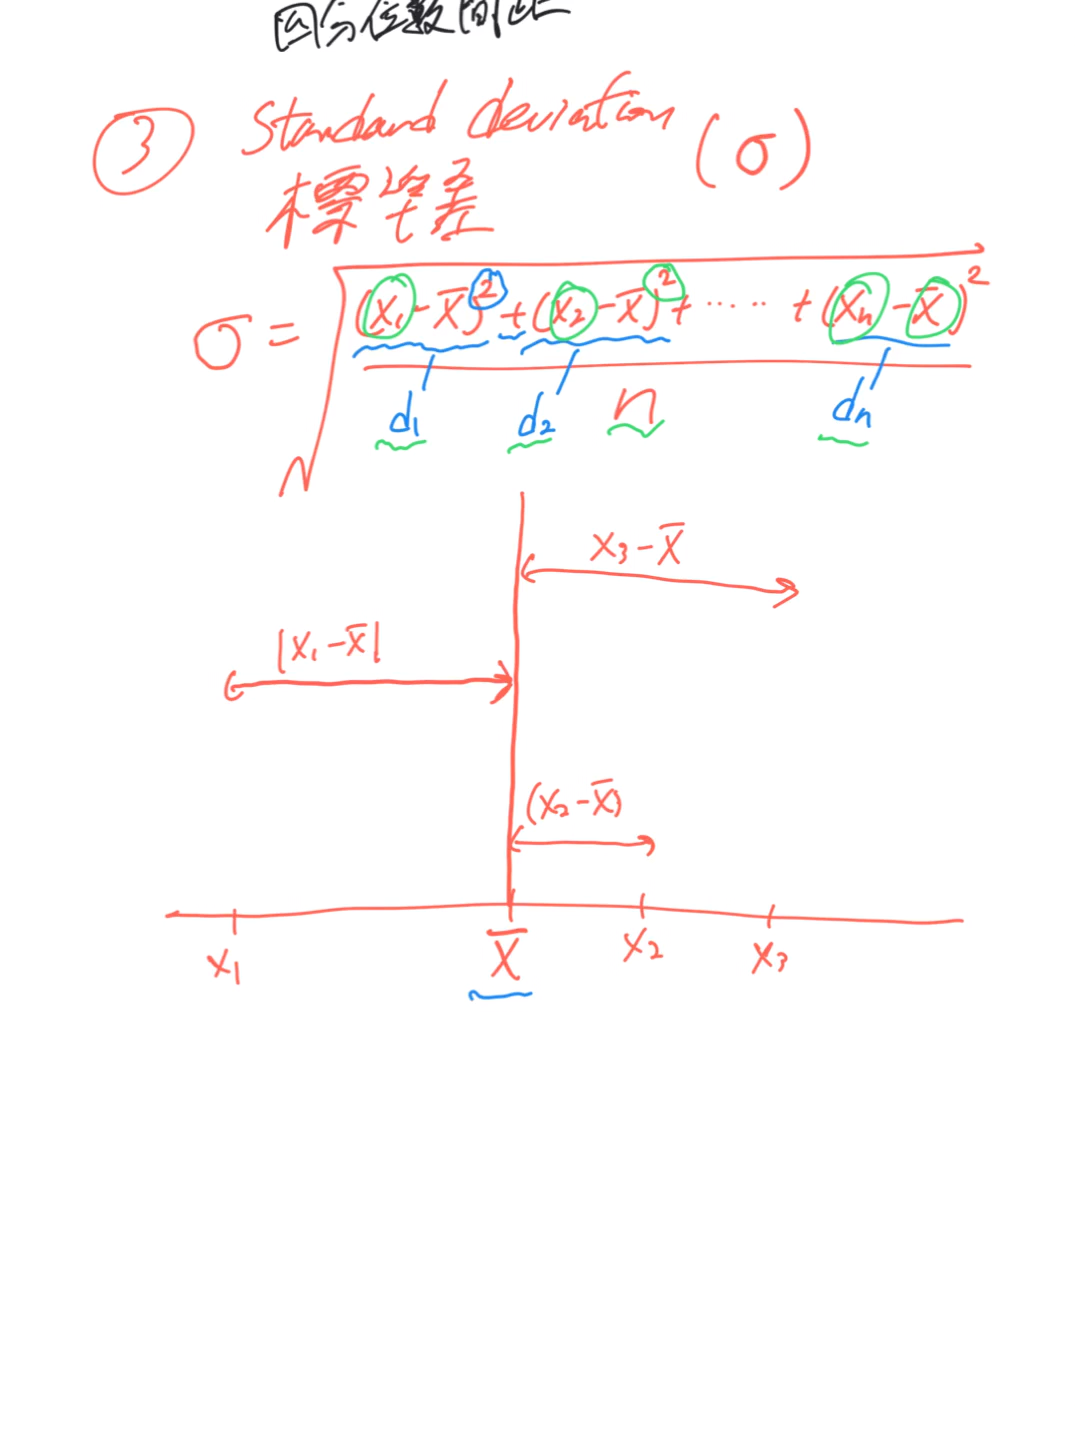 四分位數間距
③ Standard deviation (σ)
標準差
σ = √((x₁-x̄)²+(x₂-x̄)²+ ····· +(xₙ-x̄)²
n
d₁ d₂ dₙ
x₃-x̄
|x₁-x̄|
(x₂-x̄)
x₁ x̄ x₂ x₃